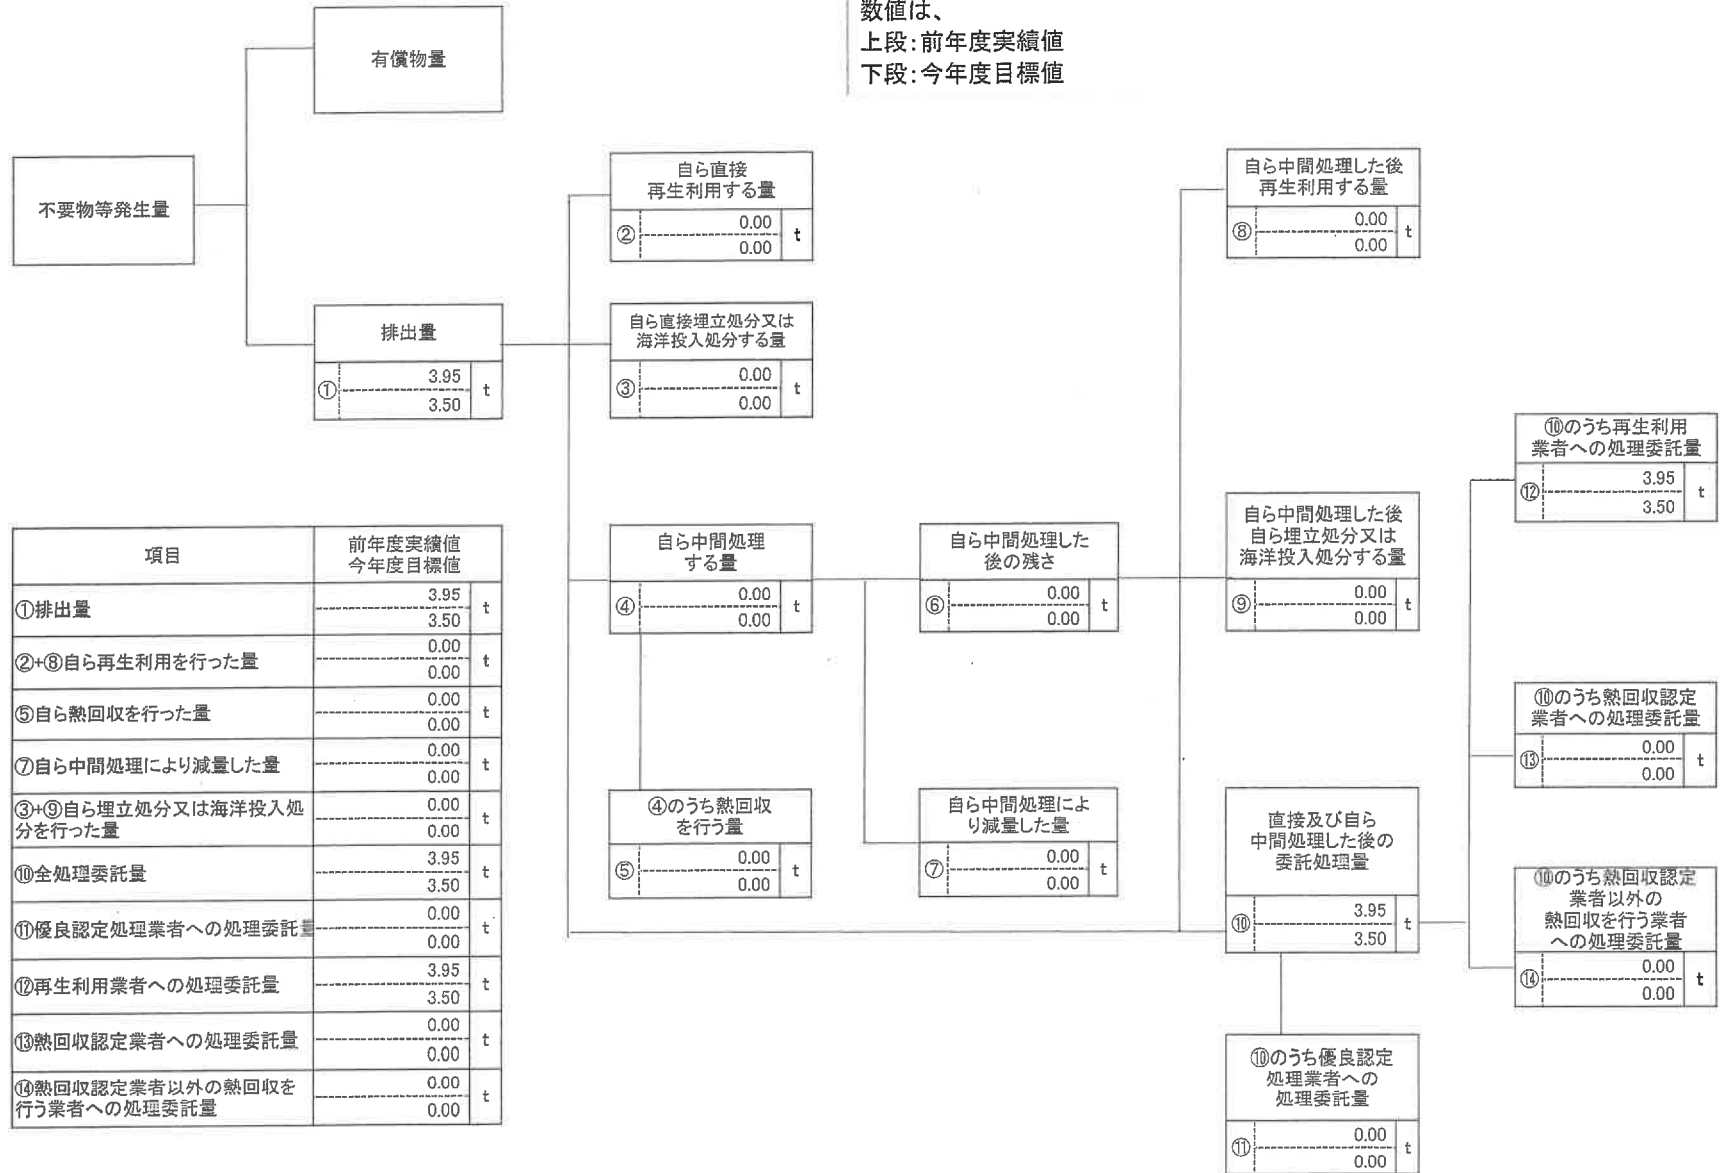 数値は、
上段:前年度実績値
下段:今年度目標値
有償物量
不要物等発生量
排出量
①
3.95
3.50
t
自ら直接
再生利用する量
②
0.00
0.00
t
自ら直接埋立処分又は
海洋投入処分する量
③
0.00
0.00
t
自ら中間処理
する量
④
0.00
0.00
t
④のうち熱回収
を行う量
⑤
0.00
0.00
t
自ら中間処理した
後の残さ
⑥
0.00
0.00
t
自ら中間処理によ
り減量した量
⑦
0.00
0.00
t
自ら中間処理した後
再生利用する量
⑧
0.00
0.00
t
自ら中間処理した後
自ら埋立処分又は
海洋投入処分する量
⑨
0.00
0.00
t
直接及び自ら
中間処理した後の
委託処理量
⑩
3.95
3.50
t
⑩のうち優良認定
処理業者への
処理委託量
⑪
0.00
0.00
t
⑩のうち再生利用
業者への処理委託量
⑫
3.95
3.50
t
⑩のうち熱回収認定
業者への処理委託量
⑬
0.00
0.00
t
⑩のうち熱回収認定
業者以外の
熱回収を行う業者
への処理委託量
⑭
0.00
0.00
t
項目
前年度実績値
今年度目標値
①排出量
3.95
3.50
t
②+⑧自ら再生利用を行った量
0.00
0.00
t
⑤自ら熱回収を行った量
0.00
0.00
t
⑦自ら中間処理により減量した量
0.00
0.00
t
③+⑨自ら埋立処分又は海洋投入処
分を行った量
0.00
0.00
t
⑩全処理委託量
3.95
3.50
t
⑪優良認定処理業者への処理委託量
0.00
0.00
t
⑫再生利用業者への処理委託量
3.95
3.50
t
⑬熱回収認定業者への処理委託量
0.00
0.00
t
⑭熱回収認定業者以外の熱回収を
行う業者への処理委託量
0.00
0.00
t